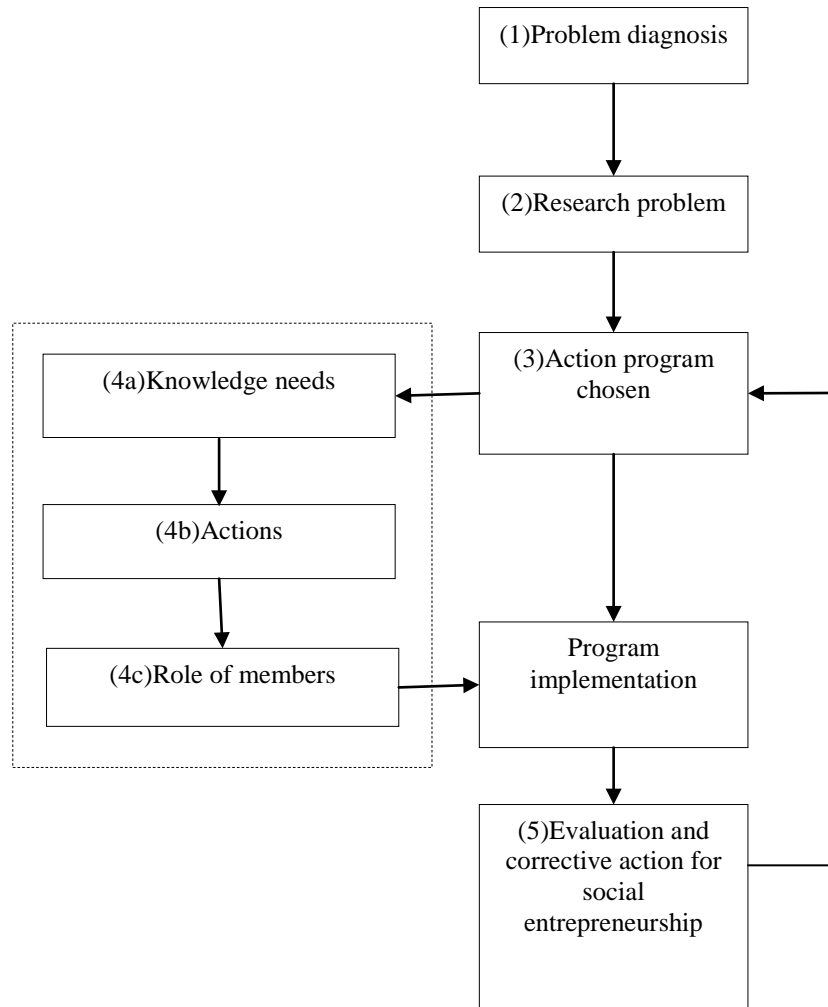 (1)Problem diagnosis
(2)Research problem
(3)Action program
chosen
(4a)Knowledge needs
(4b)Actions
(4c)Role of members
Program
implementation
(5)Evaluation and
corrective action for
social
entrepreneurship